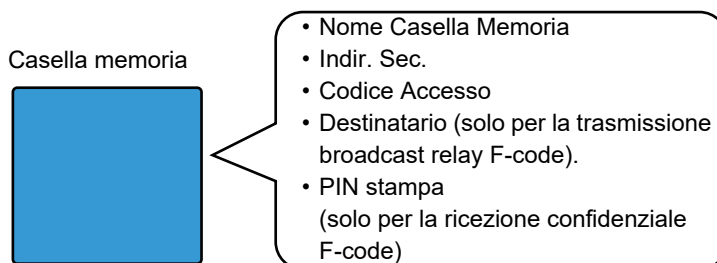 Casella memoria
• Nome Casella Memoria
• Indir. Sec.
• Codice Accesso
• Destinatario (solo per la trasmissione
broadcast relay F-code).
• PIN stampa
(solo per la ricezione confidenziale
F-code)